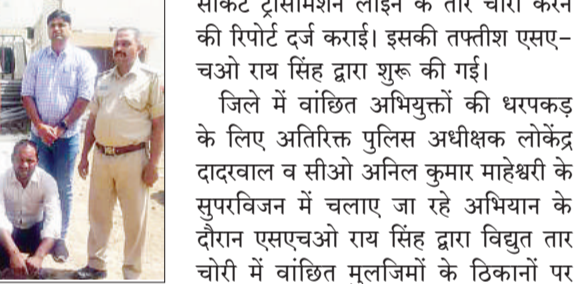 सर्किट ट्रांसमिशन लाइन के तार चोरी करने
की रिपोर्ट दर्ज कराई। इसकी तफ्तीश एसए-
चओ राय सिंह द्वारा शुरू की गई।
जिले में वांछित अभियुक्तों की धरपकड़
के लिए अतिरिक्त पुलिस अधीक्षक लोकेंद्र
दादरवाल व सीओ अनिल कुमार माहेश्वरी के
सुपरविजन में चलाए जा रहे अभियान के
दौरान एसएचओ राय सिंह द्वारा विद्युत तार
चोरी में वांछित मुलजिमों के ठिकानों पर